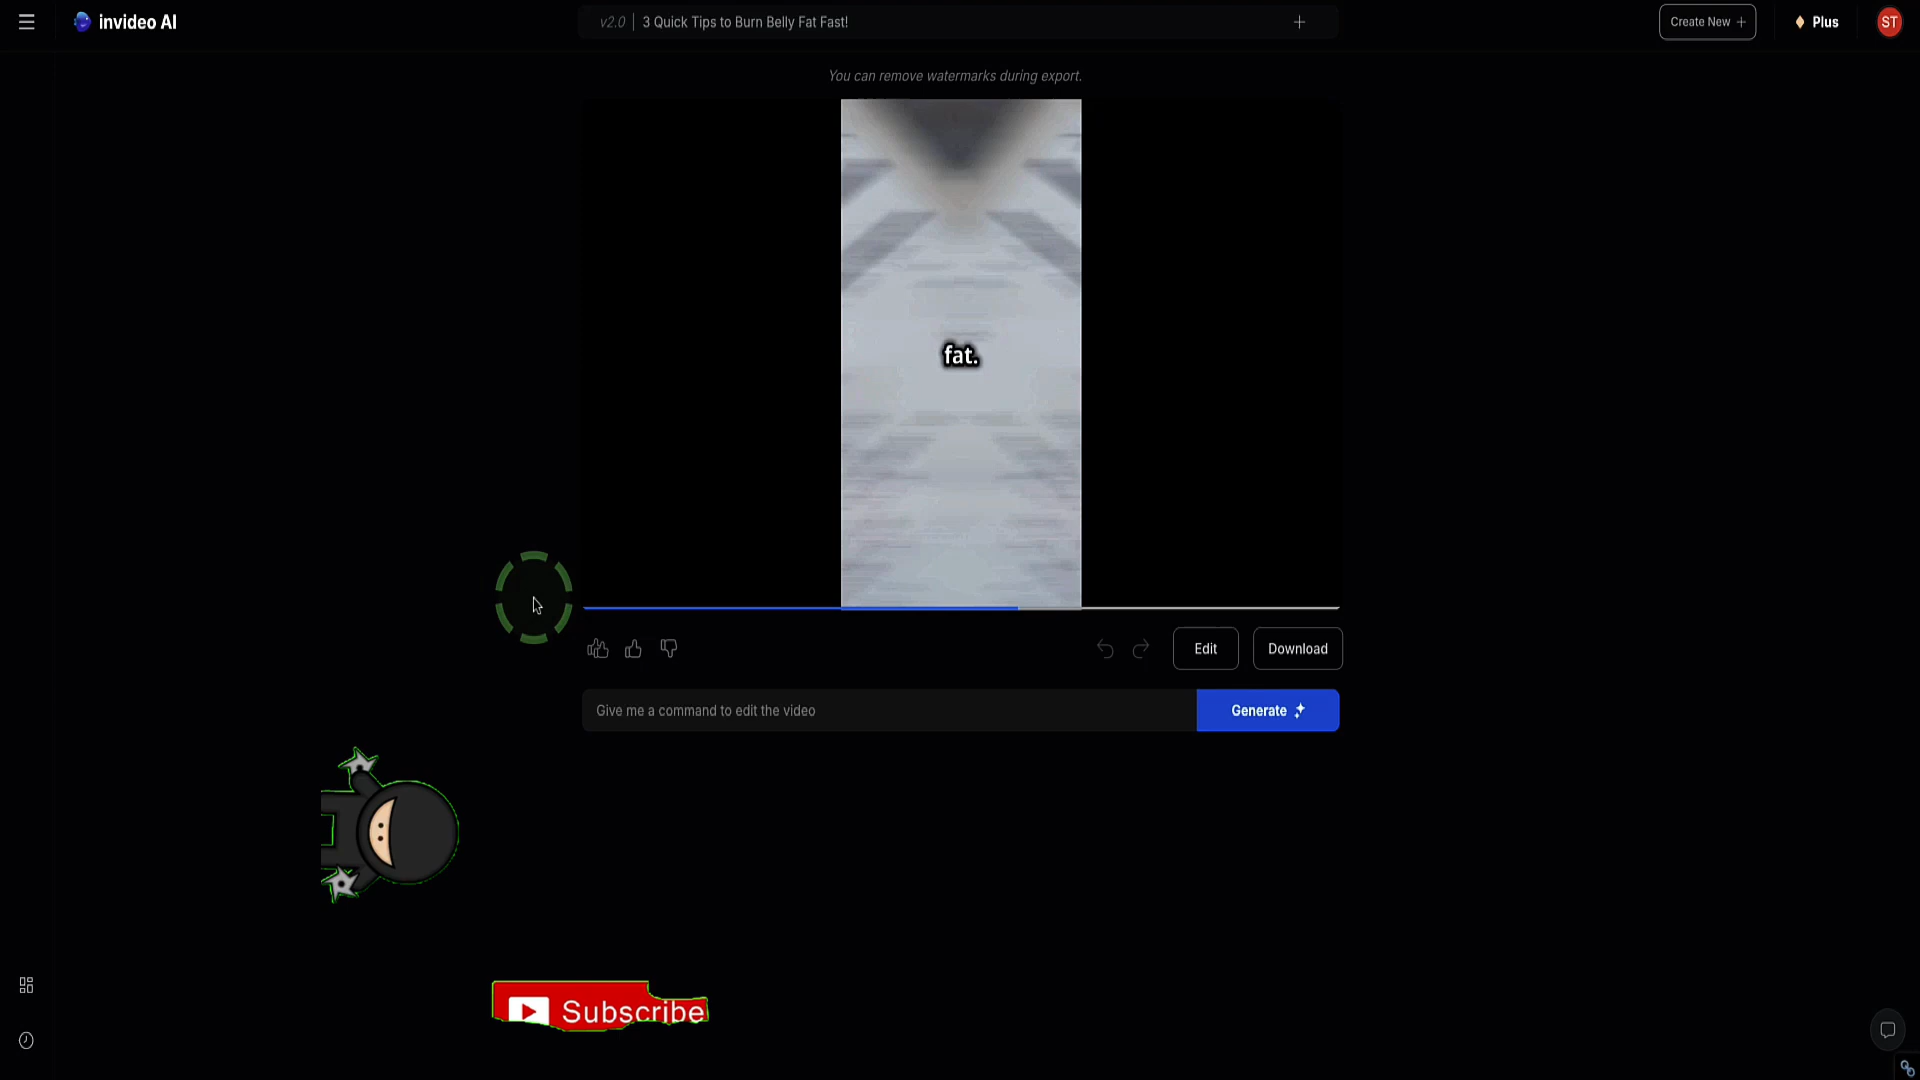 invideo AI
v2.0 | 3 Quick Tips to Burn Belly Fat Fast!
Create New
Plus
ST
You can remove watermarks during export.
fat.
Edit
Download
Give me a command to edit the video
Generate
Subscribe